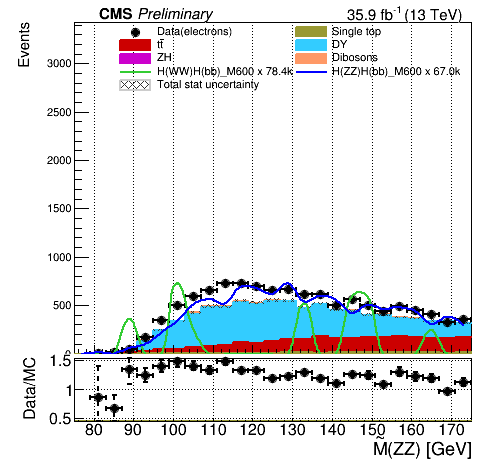 CMS Preliminary 35.9 fb⁻¹ (13 TeV)
Data(electrons) Single top
tt̄ DY
ZH Dibosons
H(WW)H(bb)_M600 x 78.4k H(ZZ)H(bb)_M600 x 67.0k
Total stat uncertainty
Events
3000
2500
2000
1500
1000
500
0
Data/MC
1.5
1
0.5
80 90 100 110 120 130 140 150 160 170
M̃(ZZ) [GeV]